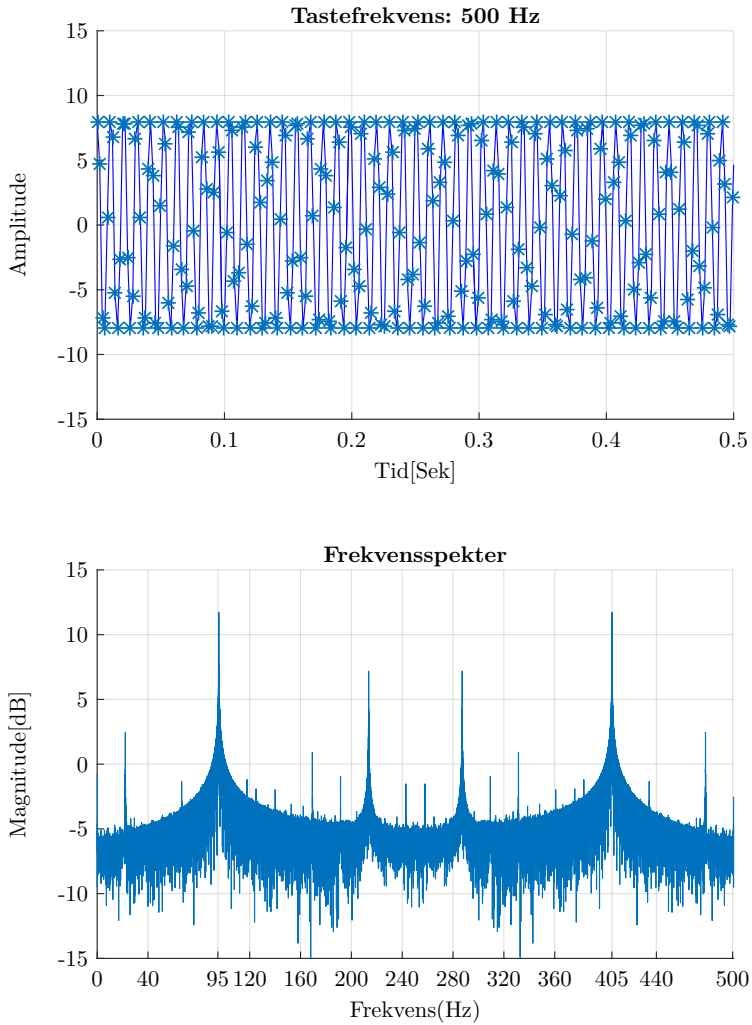 Tastefrekvens: 500 Hz
15
10
5
0
-5
-10
-15
Amplitude
0 0.1 0.2 0.3 0.4 0.5
Tid[Sek]
Frekvensspekter
15
10
5
0
-5
-10
-15
Magnitude[dB]
0 40 95 120 160 200 240 280 320 360 405 440 500
Frekvens(Hz)